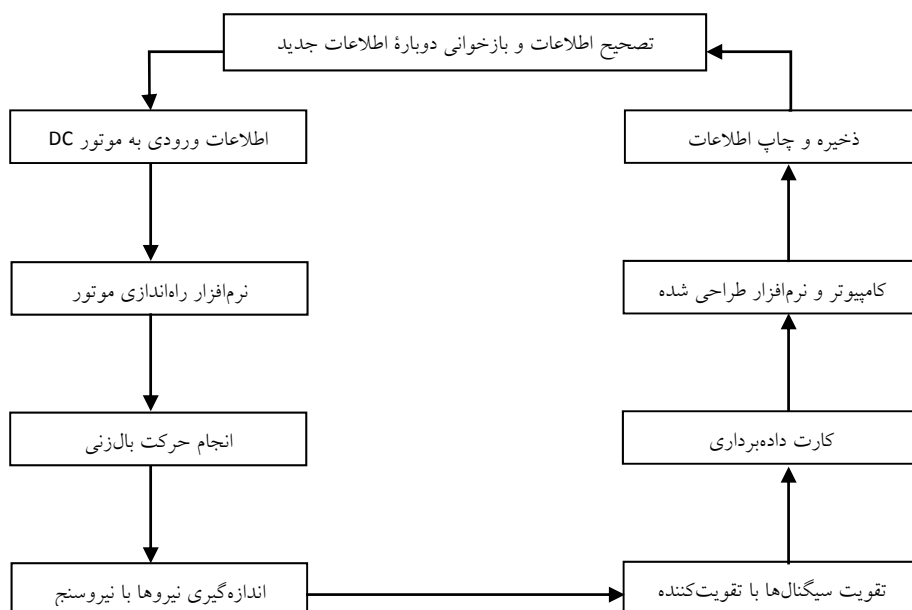 تصحیح اطلاعات و بازخوانی دوبارهٔ اطلاعات جدید
ذخیره و چاپ اطلاعات
اطلاعات ورودی به موتور DC
کامپیوتر و نرم‌افزار طراحی شده
نرم‌افزار راه‌اندازی موتور
کارت داده‌برداری
انجام حرکت بال‌زنی
تقویت سیگنال‌ها با تقویت‌کننده
اندازه‌گیری نیروها با نیروسنج